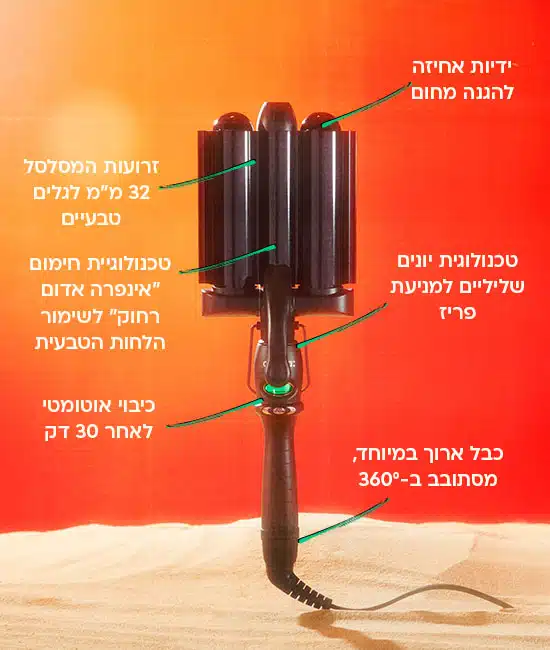 ידיות אחיזה
להגנה מחום
זרועות המסלסל
32 מ"מ לגלים
טבעיים
טכנולוגיית חימום
"אינפרה אדום
רחוק" לשימור
הלחות הטבעית
טכנולוגית יונים
שליליים למניעת
פריז
כיבוי אוטומטי
לאחר 30 דק
כבל ארוך במיוחד,
מסתובב ב-360°